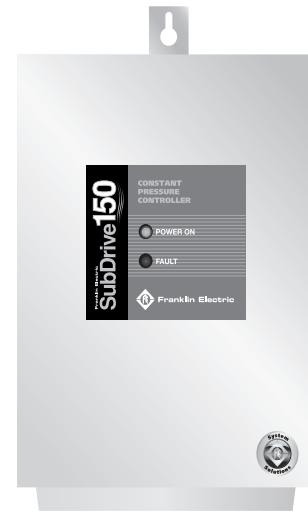 CONSTANT
PRESSURE
CONTROLLER
Franklin Electric
SubDrive150
POWER ON
FAULT
Franklin Electric
System
Solutions